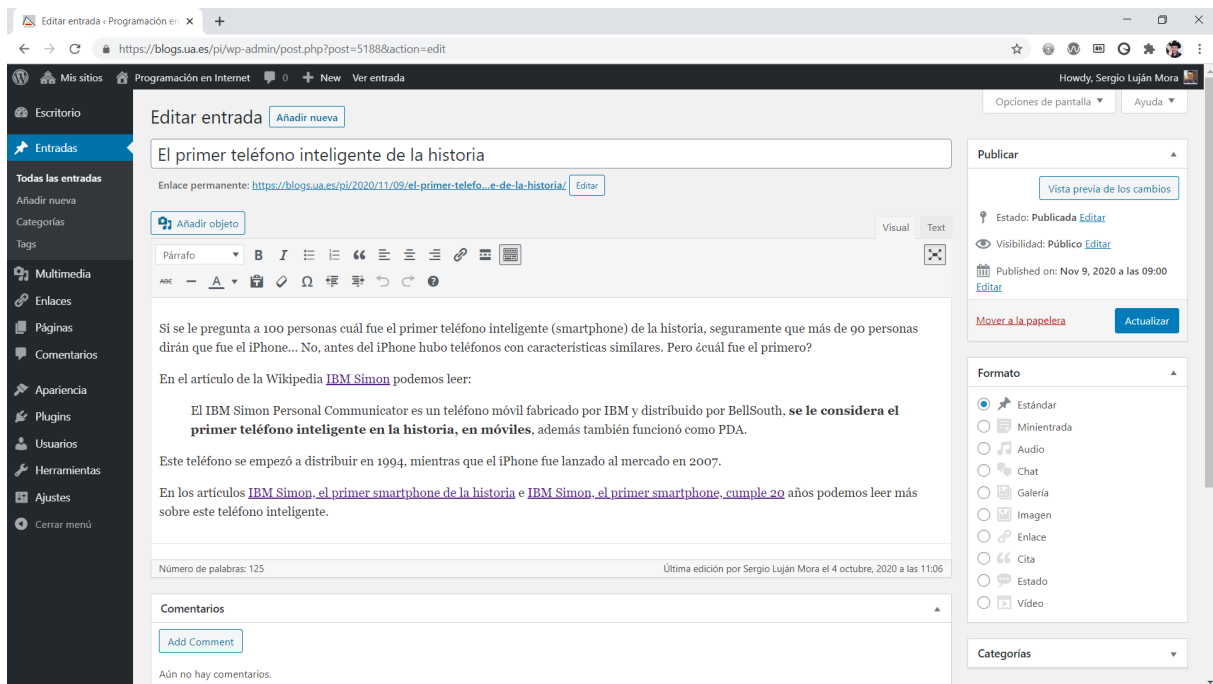 Editar entrada ‹ Programación en
https://blogs.ua.es/pi/wp-admin/post.php?post=5188&action=edit
Mis sitios Programación en Internet 0 New Ver entrada Howdy, Sergio Luján Mora
Escritorio
Entradas
Todas las entradas
Añadir nueva
Categorías
Tags
Multimedia
Enlaces
Páginas
Comentarios
Apariencia
Plugins
Usuarios
Herramientas
Ajustes
Cerrar menú
Opciones de pantalla Ayuda
Editar entrada Añadir nueva
El primer teléfono inteligente de la historia
Enlace permanente: https://blogs.ua.es/pi/2020/11/09/el-primer-telefo...e-de-la-historia/ Editar
Añadir objeto
Visual Text
Párrafo B I
ABC A Ω
Si se le pregunta a 100 personas cuál fue el primer teléfono inteligente (smartphone) de la historia, seguramente que más de 90 personas
dirán que fue el iPhone... No, antes del iPhone hubo teléfonos con características similares. Pero ¿cuál fue el primero?
En el artículo de la Wikipedia IBM Simon podemos leer:
El IBM Simon Personal Communicator es un teléfono móvil fabricado por IBM y distribuido por BellSouth, se le considera el
primer teléfono inteligente en la historia, en móviles, además también funcionó como PDA.
Este teléfono se empezó a distribuir en 1994, mientras que el iPhone fue lanzado al mercado en 2007.
En los artículos IBM Simon, el primer smartphone de la historia e IBM Simon, el primer smartphone, cumple 20 años podemos leer más
sobre este teléfono inteligente.
Número de palabras: 125
Última edición por Sergio Luján Mora el 4 octubre, 2020 a las 11:06
Comentarios
Add Comment
Aún no hay comentarios.
Publicar
Vista previa de los cambios
Estado: Publicada Editar
Visibilidad: Público Editar
Published on: Nov 9, 2020 a las 09:00
Editar
Mover a la papelera Actualizar
Formato
Estándar
Minientrada
Audio
Chat
Galería
Imagen
Enlace
Cita
Estado
Vídeo
Categorías